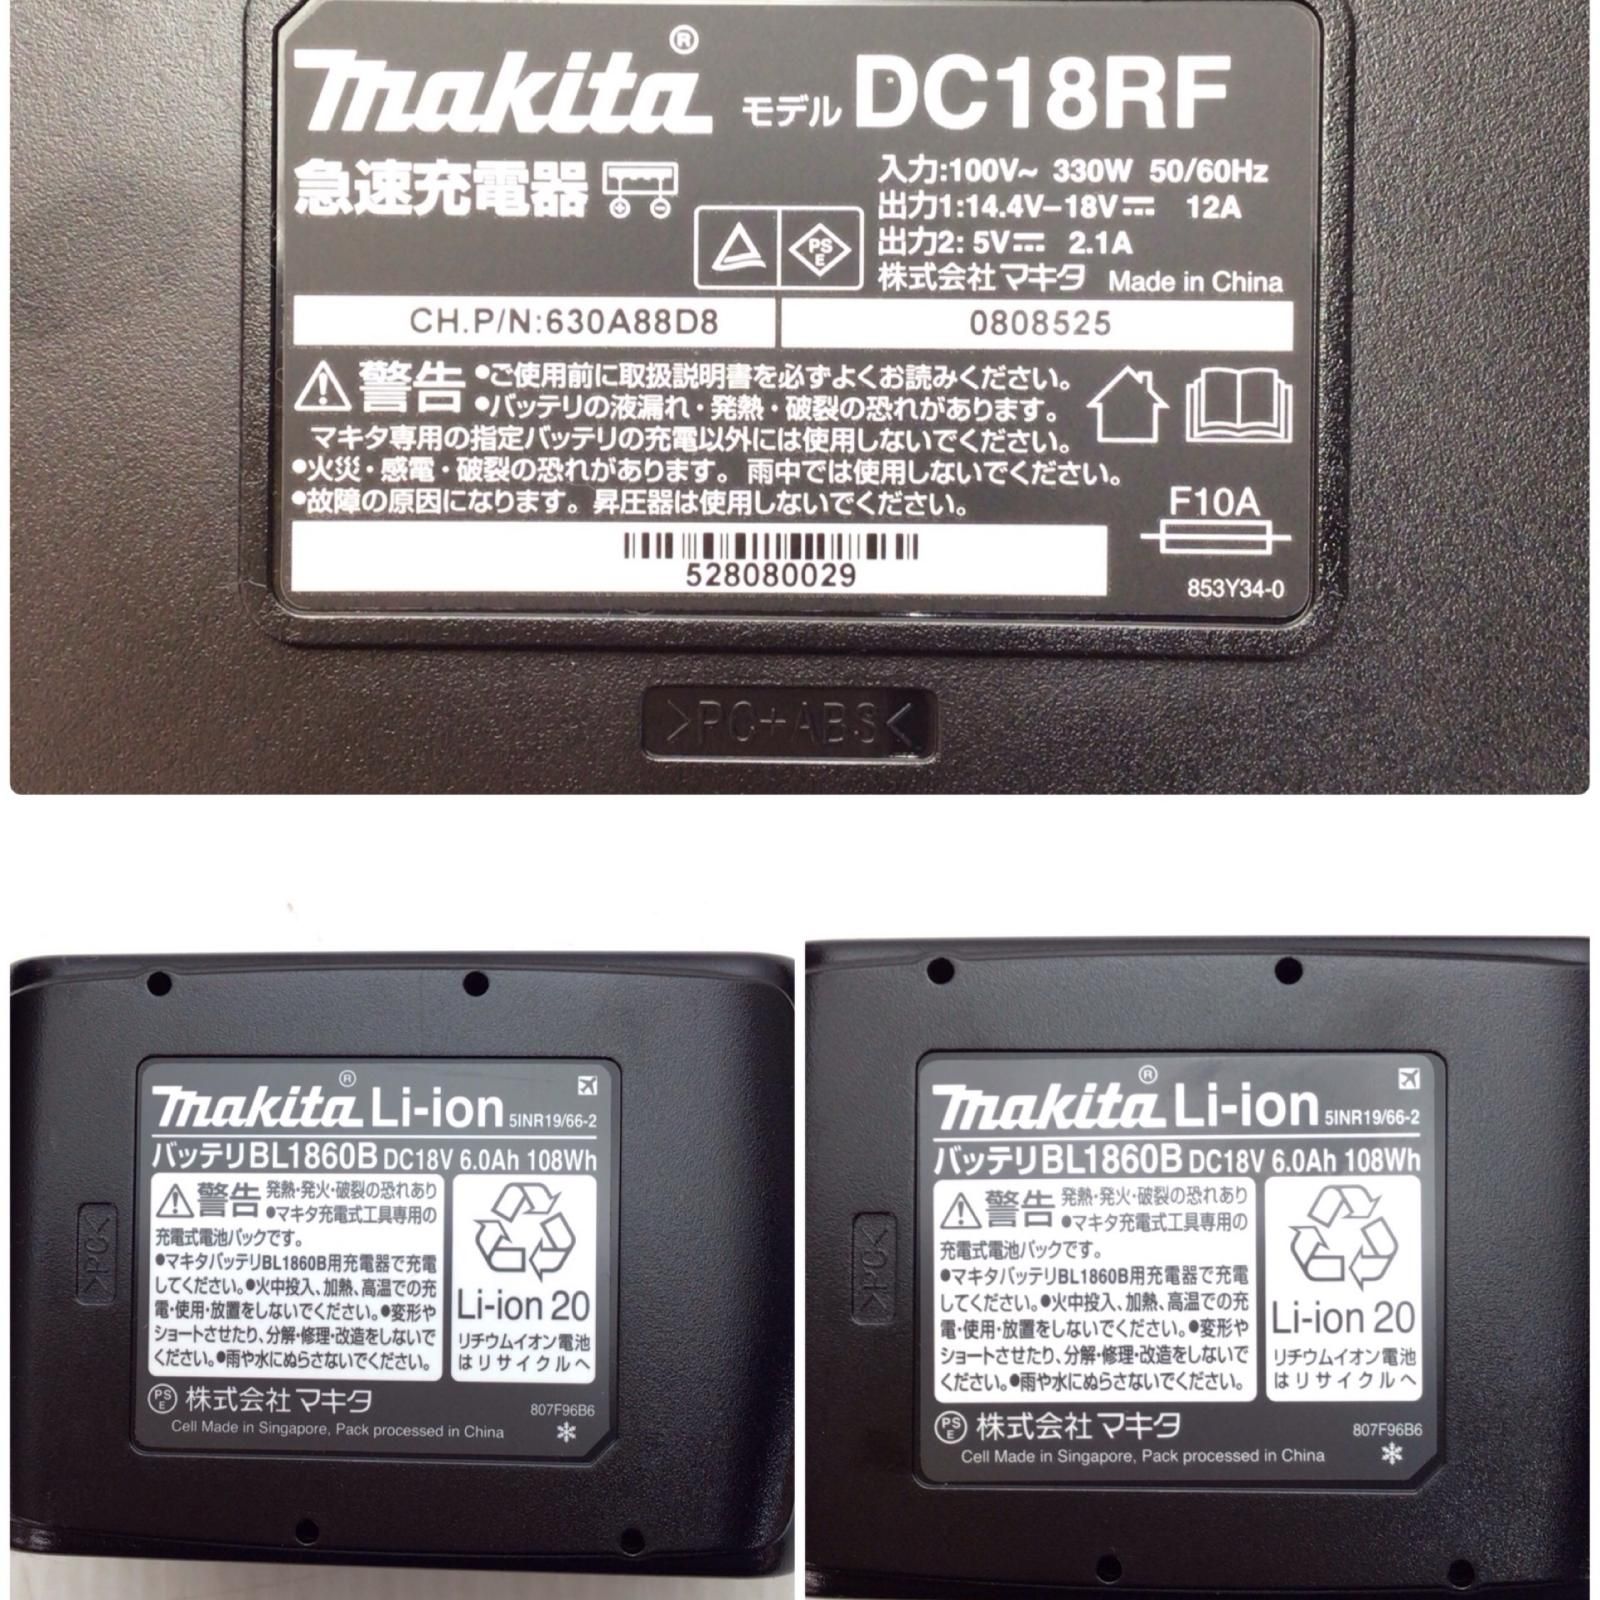 makita® モデル DC18RF
急速充電器
入力:100V~ 330W 50/60Hz
出力1:14.4V–18V⎓ 12A
PS E
出力2: 5V⎓ 2.1A
株式会社マキタ Made in China
CH.P/N:630A88D8 0808525
警告 •ご使用前に取扱説明書を必ずよくお読みください。
•バッテリの液漏れ・発熱・破裂の恐れがあります。
マキタ専用の指定バッテリの充電以外には使用しないでください。
•火災・感電・破裂の恐れがあります。雨中では使用しないでください。
•故障の原因になります。昇圧器は使用しないでください。
F10A
528080029
853Y34-0
>PC+ABS<
makita® Li-ion 5INR19/66-2
バッテリBL1860B DC18V 6.0Ah 108Wh
警告 発熱・発火・破裂の恐れあり
•マキタ充電式工具専用の
充電式電池パックです。
•マキタバッテリBL1860B用充電器で充電
してください。•火中投入、加熱、高温での充
電・使用・放置をしないでください。•変形や
ショートさせたり、分解・修理・改造をしないで
ください。•雨や水にぬらさないでください。
Li-ion 20
リチウムイオン電池
はリサイクルへ
PS E 株式会社マキタ
807F96B6
Cell Made in Singapore, Pack processed in China
>PC<
makita® Li-ion 5INR19/66-2
バッテリBL1860B DC18V 6.0Ah 108Wh
警告 発熱・発火・破裂の恐れあり
•マキタ充電式工具専用の
充電式電池パックです。
•マキタバッテリBL1860B用充電器で充電
してください。•火中投入、加熱、高温での充
電・使用・放置をしないでください。•変形や
ショートさせたり、分解・修理・改造をしないで
ください。•雨や水にぬらさないでください。
Li-ion 20
リチウムイオン電池
はリサイクルへ
PS E 株式会社マキタ
807F96B6
Cell Made in Singapore, Pack processed in China
>PC<